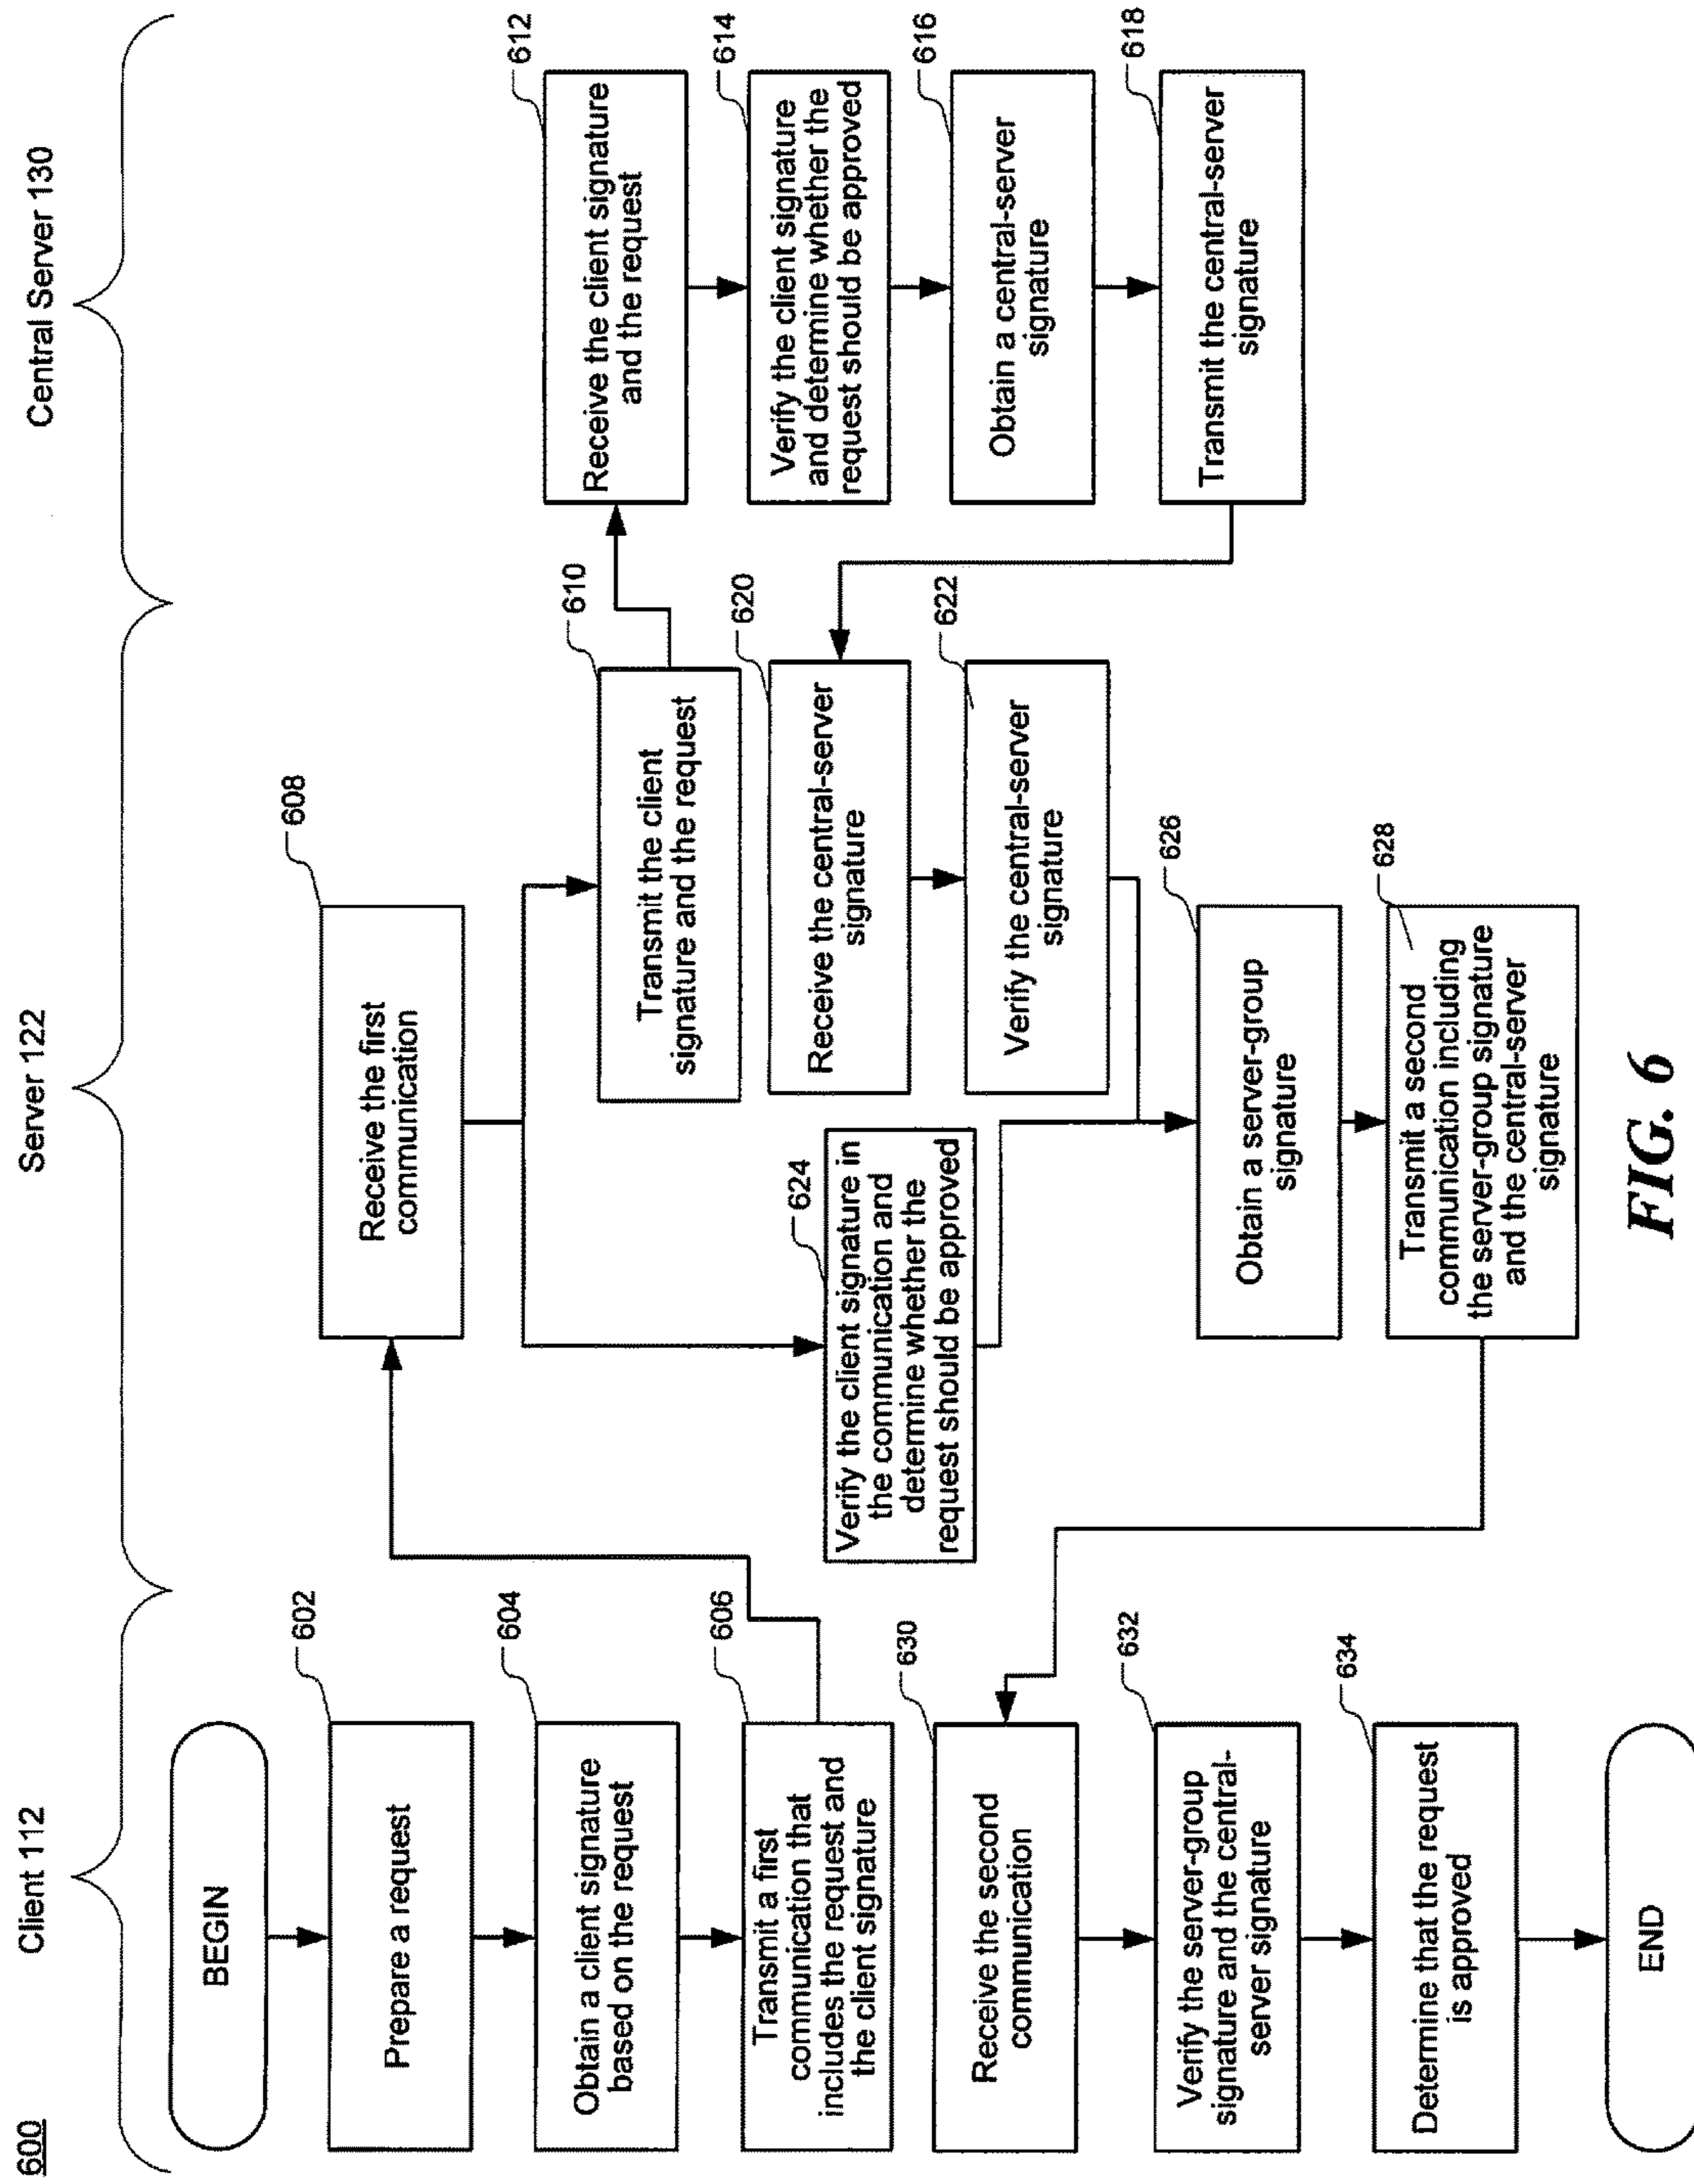 600
Client 112
Server 122
Central Server 130
BEGIN
602
Prepare a request
604
Obtain a client signature
based on the request
606
Transmit a first
communication that
includes the request and
the client signature
608
Receive the first
communication
610
Transmit the client
signature and the request
612
Receive the client signature
and the request
614
Verify the client signature
and determine whether the
request should be approved
616
Obtain a central-server
signature
618
Transmit the central-server
signature
620
Receive the central-server
signature
622
Verify the central-server
signature
624
Verify the client signature in
the communication and
determine whether the
request should be approved
626
Obtain a server-group
signature
628
Transmit a second
communication including
the server-group signature
and the central-server
signature
630
Receive the second
communication
632
Verify the server-group
signature and the central-
server signature
634
Determine that the request
is approved
END
FIG. 6